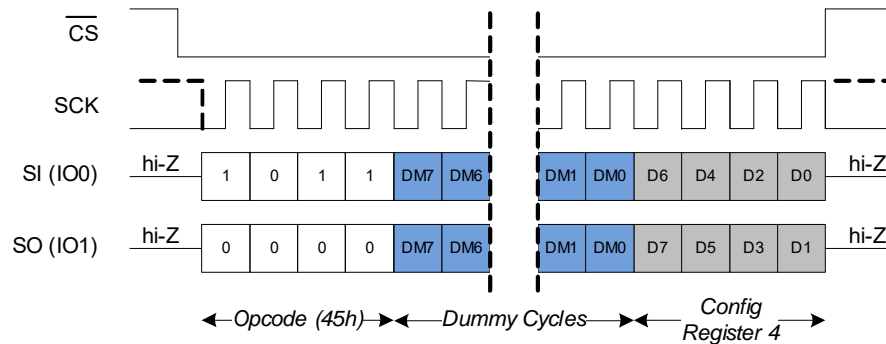 CS
SCK
SI (IO0) hi-Z 1 0 1 1 DM7 DM6 DM1 DM0 D6 D4 D2 D0 hi-Z
SO (IO1) hi-Z 0 0 0 0 DM7 DM6 DM1 DM0 D7 D5 D3 D1 hi-Z
Opcode (45h) Dummy Cycles Config
Register 4